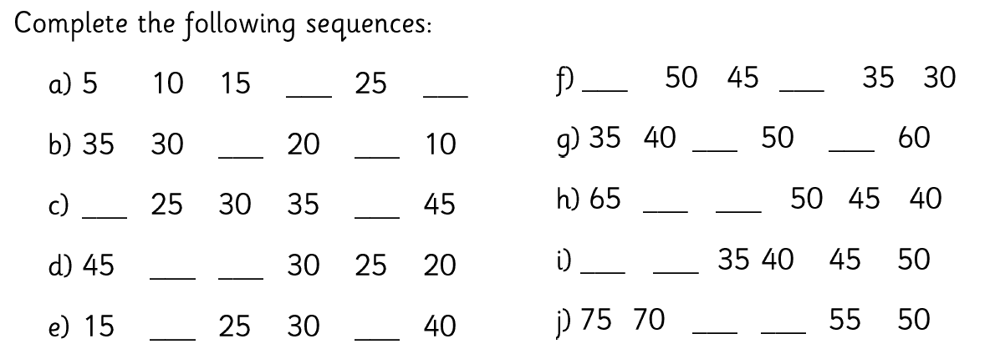 Complete the following sequences:
a) 5 10 15 ___ 25 ___
b) 35 30 ___ 20 ___ 10
c) ___ 25 30 35 ___ 45
d) 45 ___ ___ 30 25 20
e) 15 ___ 25 30 ___ 40
f) ___ 50 45 ___ 35 30
g) 35 40 ___ 50 ___ 60
h) 65 ___ ___ 50 45 40
i) ___ ___ 35 40 45 50
j) 75 70 ___ ___ 55 50